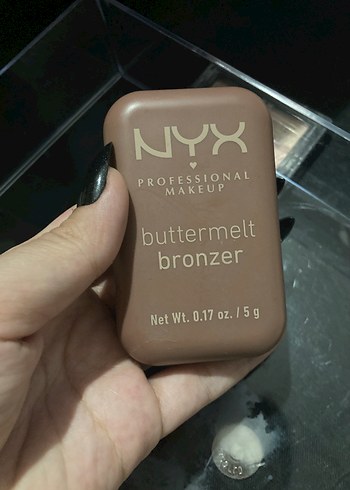 NYX
PROFESSIONAL
MAKEUP
buttermelt
bronzer
Net Wt. 0.17 oz. / 5 g